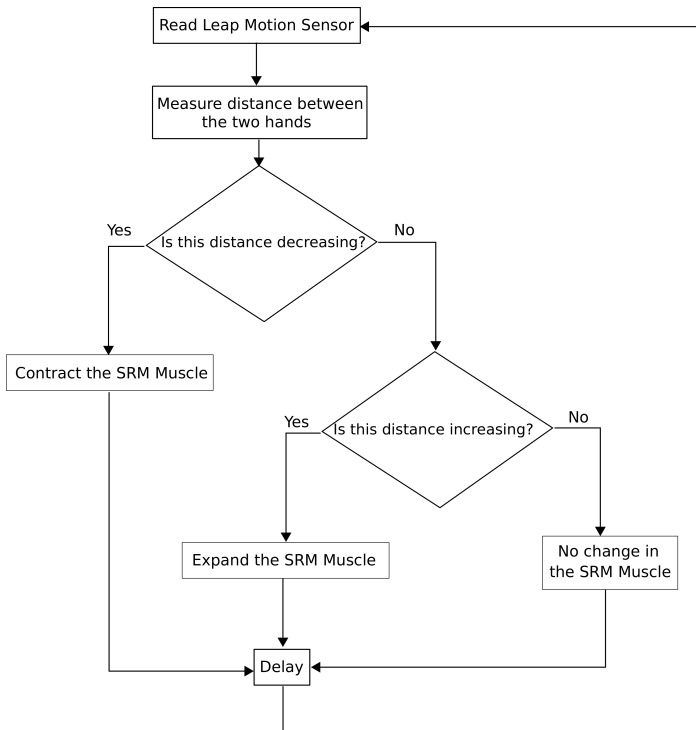 Read Leap Motion Sensor
Measure distance between
the two hands
Is this distance decreasing?
Yes
No
Contract the SRM Muscle
Is this distance increasing?
Yes
No
Expand the SRM Muscle
No change in
the SRM Muscle
Delay